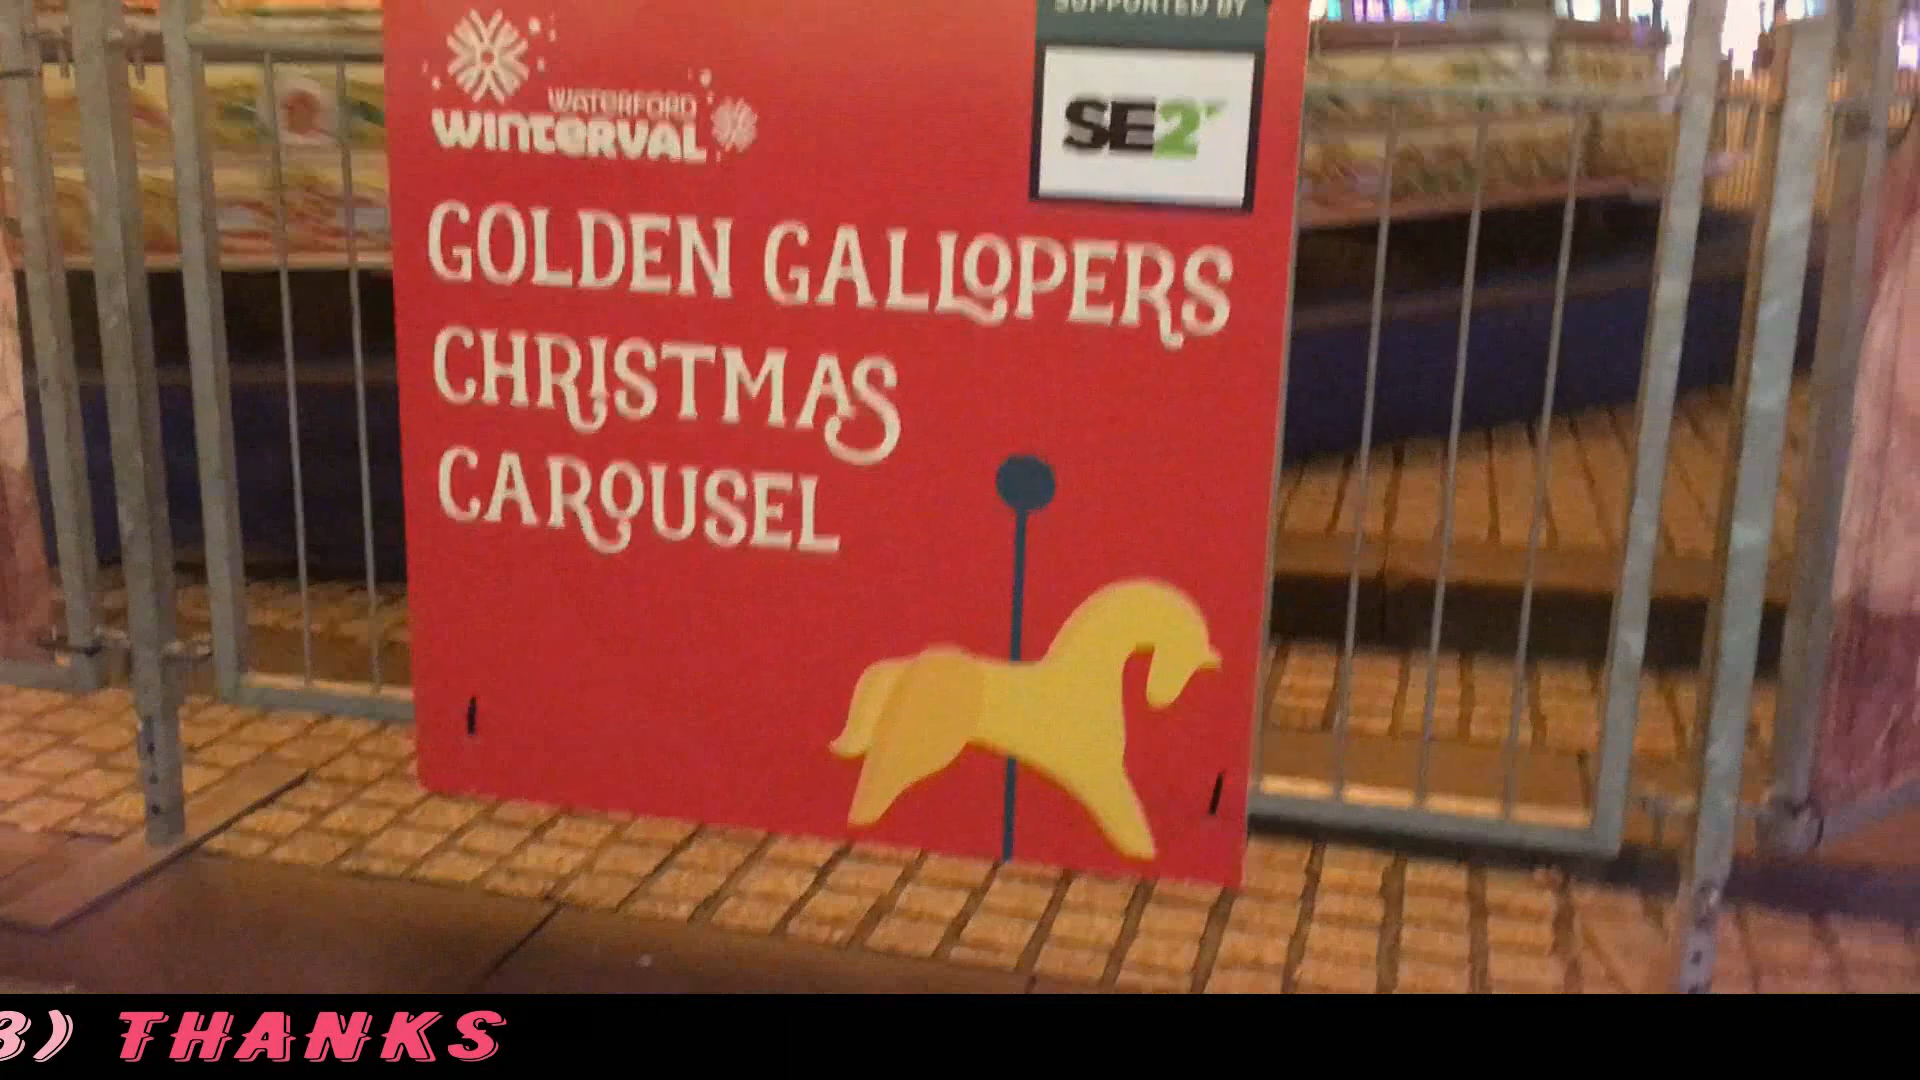 SUPPORTED BY
SE2
WATERFORD
WINTERVAL
GOLDEN GALLOPERS
CHRISTMAS
CAROUSEL
3) THANKS